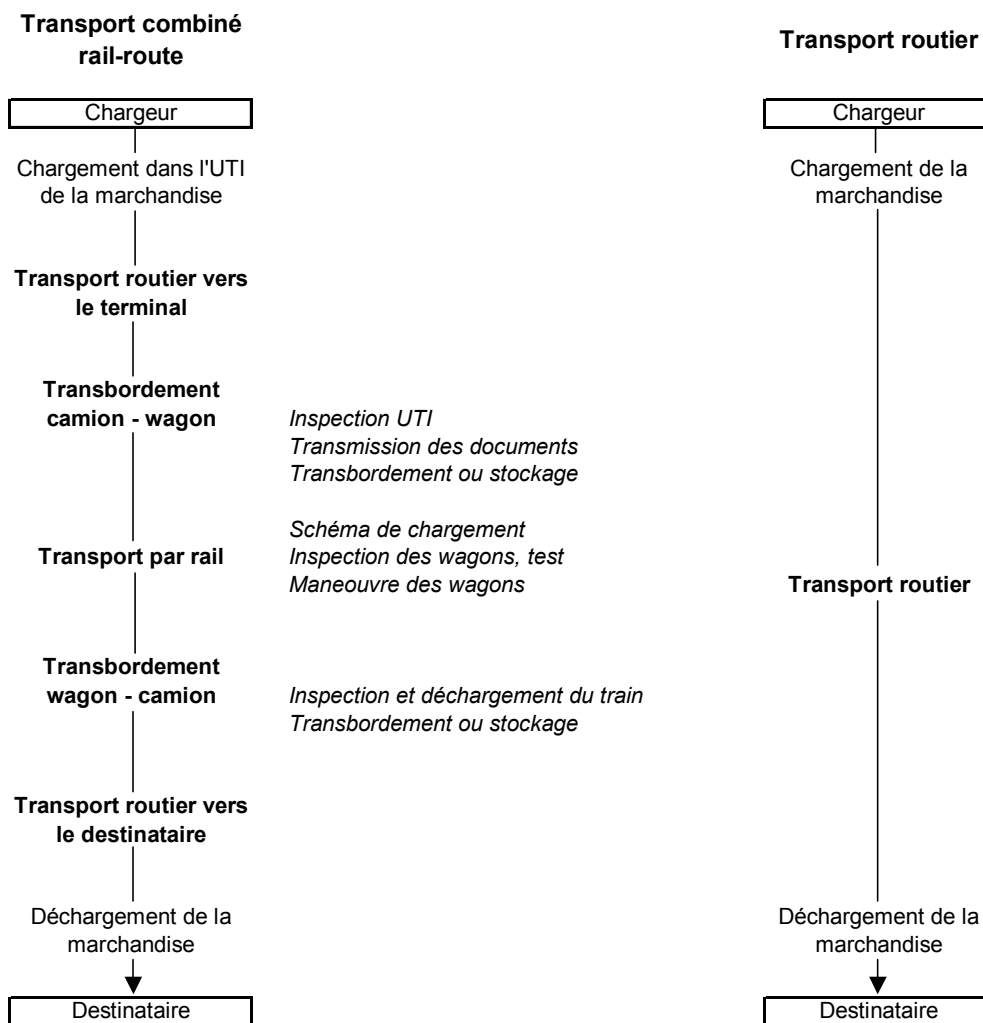 Transport combiné
rail-route
Chargeur
Chargement dans l'UTI
de la marchandise
Transport routier vers
le terminal
Transbordement
camion - wagon
Inspection UTI
Transmission des documents
Transbordement ou stockage
Schéma de chargement
Transport par rail
Inspection des wagons, test
Maneouvre des wagons
Transbordement
wagon - camion
Inspection et déchargement du train
Transbordement ou stockage
Transport routier vers
le destinataire
Déchargement de la
marchandise
Destinataire
Transport routier
Chargeur
Chargement de la
marchandise
Transport routier
Déchargement de la
marchandise
Destinataire